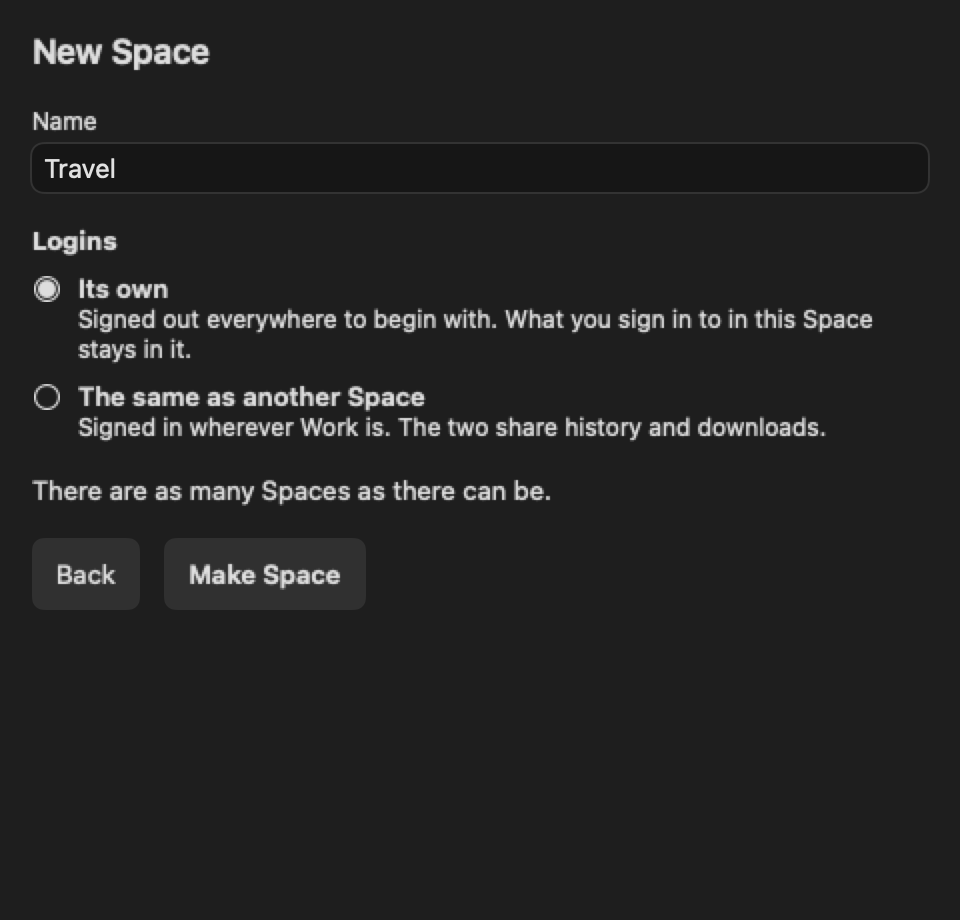 New Space
Name
Travel
Logins
Its own
Signed out everywhere to begin with. What you sign in to in this Space
stays in it.
The same as another Space
Signed in wherever Work is. The two share history and downloads.
There are as many Spaces as there can be.
Back
Make Space